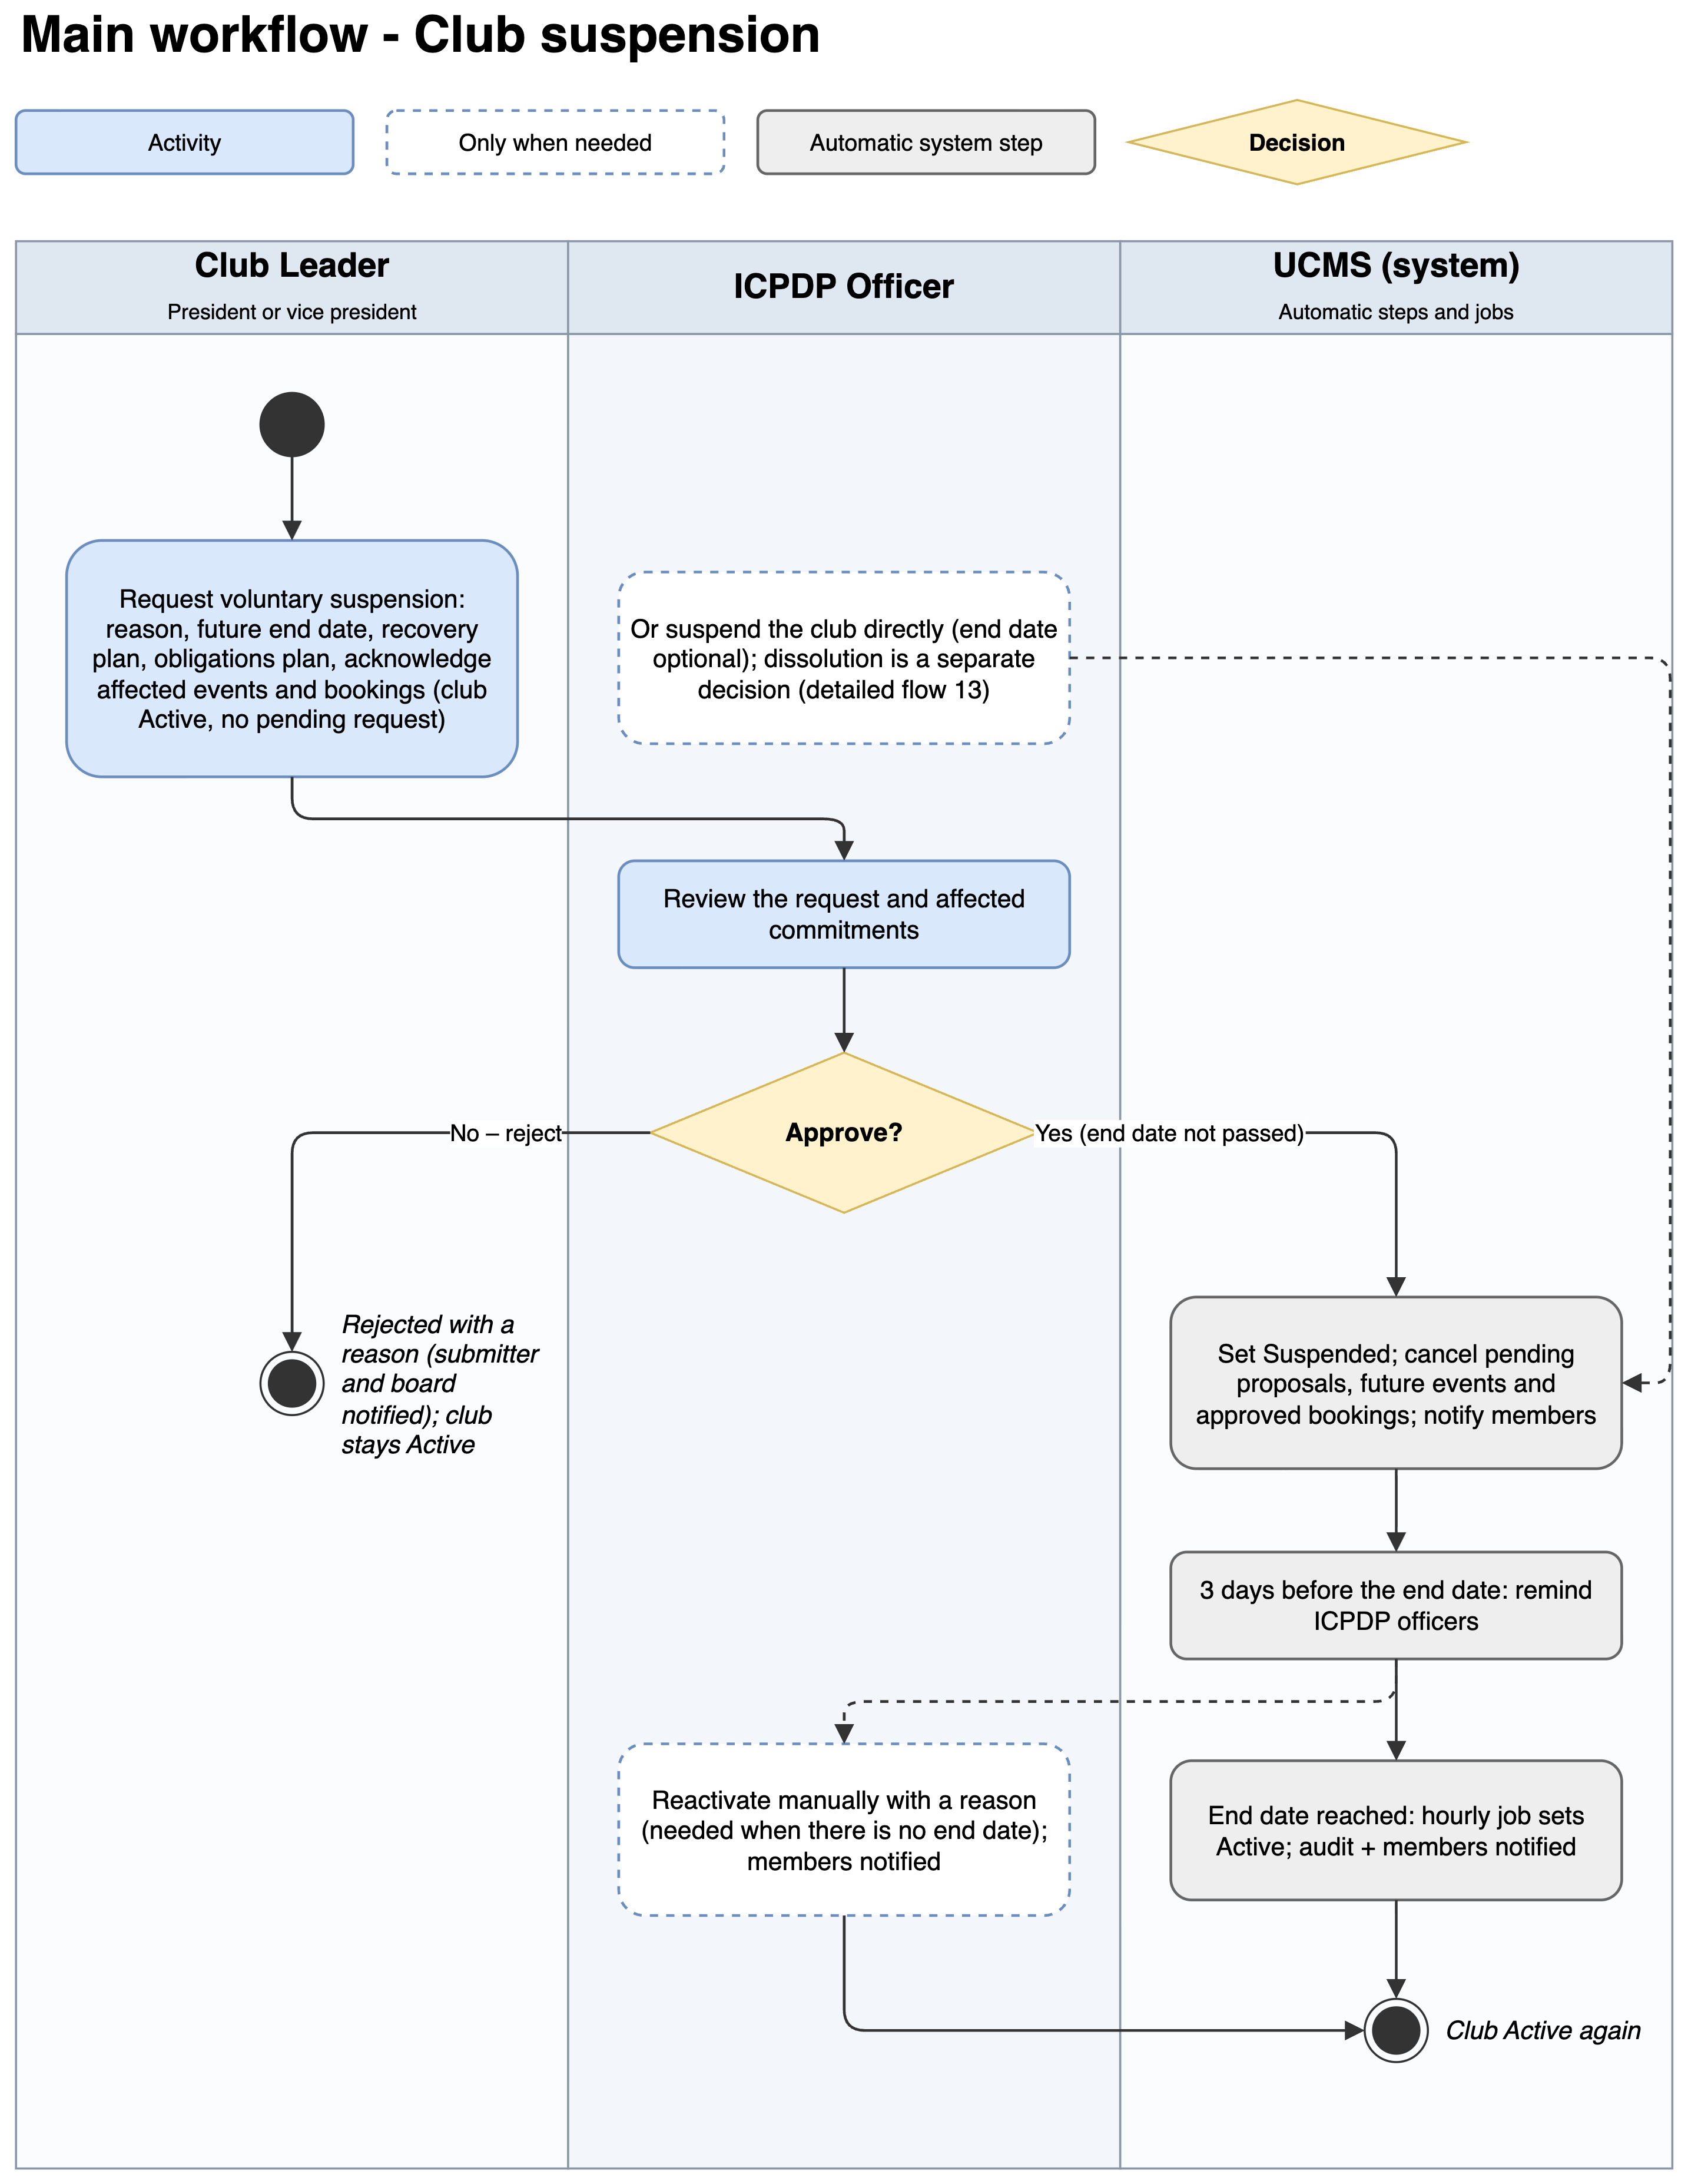 Main workflow - Club suspension
Activity
Only when needed
Automatic system step
Decision
Club Leader
President or vice president
ICPDP Officer
UCMS (system)
Automatic steps and jobs
Request voluntary suspension:
reason, future end date, recovery
plan, obligations plan, acknowledge
affected events and bookings (club
Active, no pending request)
Or suspend the club directly (end date
optional); dissolution is a separate
decision (detailed flow 13)
Review the request and affected
commitments
Approve?
No – reject
Yes (end date not passed)
Rejected with a
reason (submitter
and board
notified); club
stays Active
Set Suspended; cancel pending
proposals, future events and
approved bookings; notify members
3 days before the end date: remind
ICPDP officers
Reactivate manually with a reason
(needed when there is no end date);
members notified
End date reached: hourly job sets
Active; audit + members notified
Club Active again